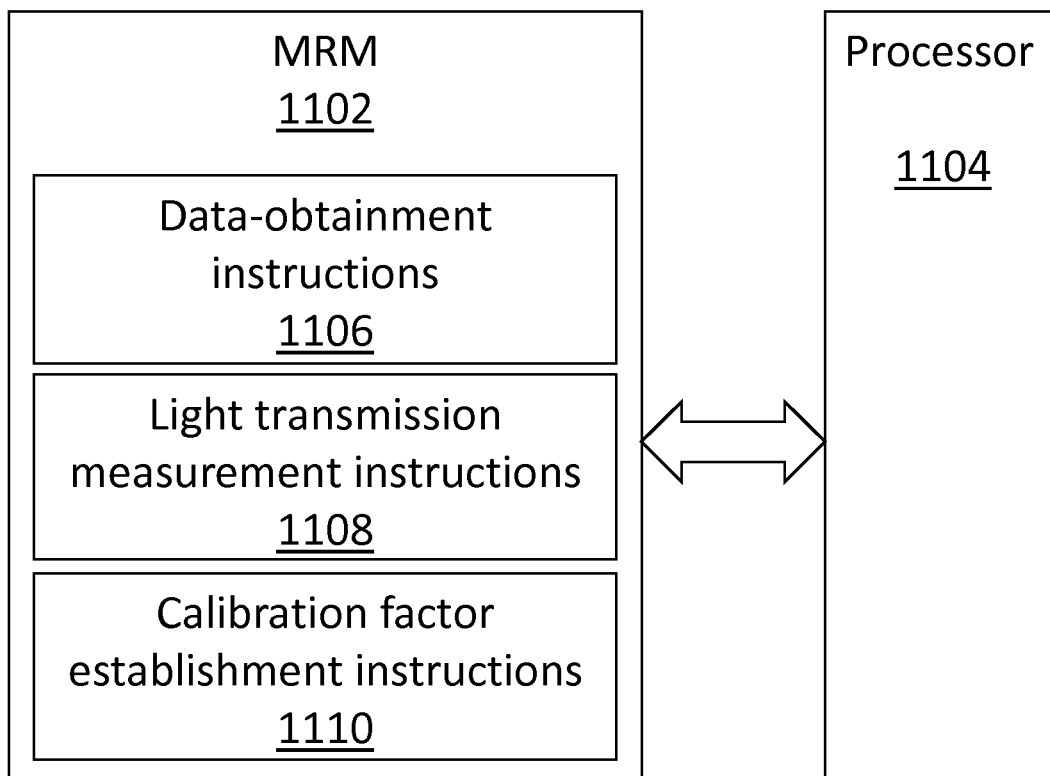 MRM
1102
Data-obtainment
instructions
1106
Light transmission
measurement instructions
1108
Calibration factor
establishment instructions
1110
Processor
1104